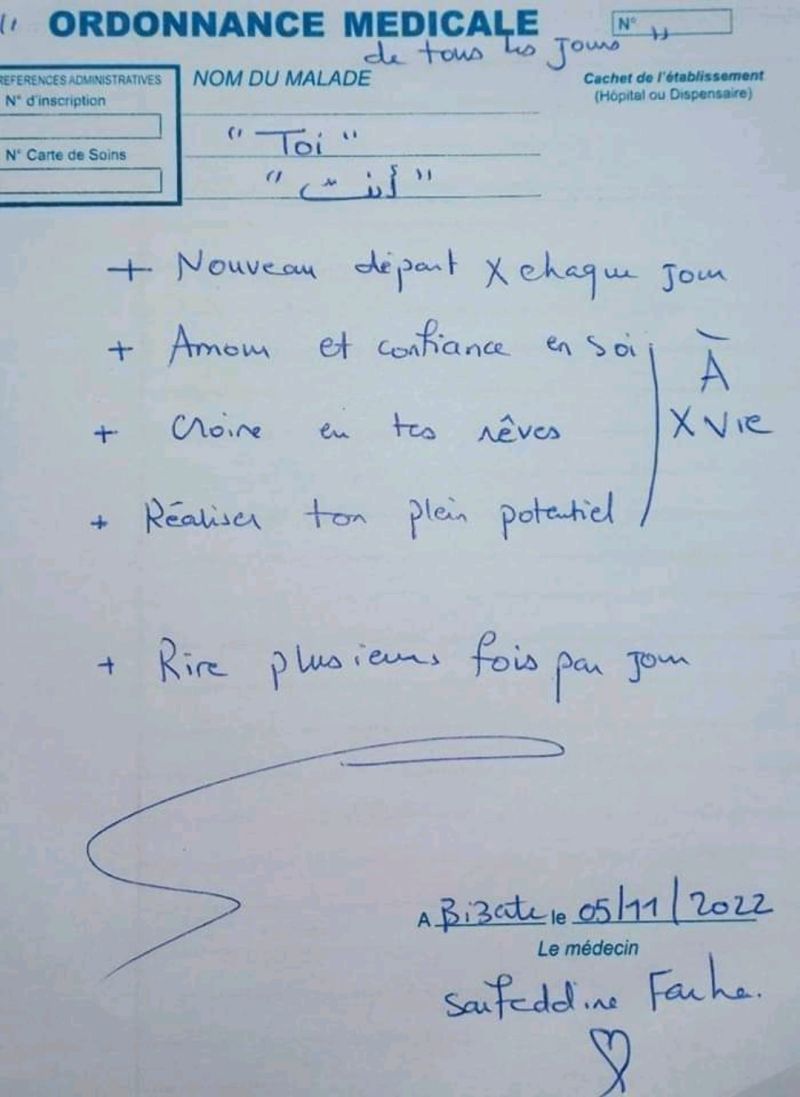 " ORDONNANCE MEDICALE
N°
de tous les jours "
REFERENCES ADMINISTRATIVES
N° d'inscription
N° Carte de Soins
NOM DU MALADE
Cachet de l'établissement
(Hôpital ou Dispensaire)
" Toi "
" أنت "
+ Nouveau départ X chaque jour
+ Amour et confiance en soi
+ Croire en tes rêves
+ Réaliser ton plein potentiel
À
X Vie
+ Rire plusieurs fois par jour
A Bizerte le 05/11/2022
Le médecin
Saifeddine Farha.